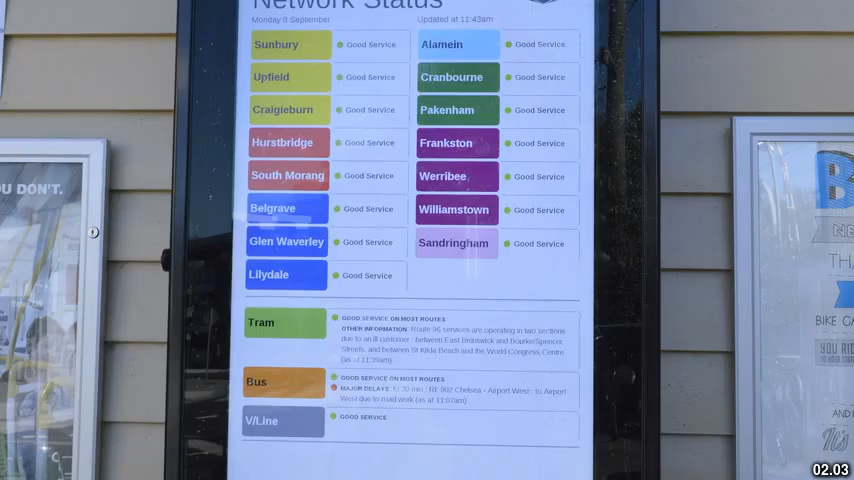 Network Status
Monday 8 September
Updated at 11:43am
Sunbury
Good Service
Alamein
Good Service
Upfield
Good Service
Cranbourne
Good Service
Craigieburn
Good Service
Pakenham
Good Service
Hurstbridge
Good Service
Frankston
Good Service
South Morang
Good Service
Werribee
Good Service
Belgrave
Good Service
Williamstown
Good Service
Glen Waverley
Good Service
Sandringham
Good Service
Lilydale
Good Service
Tram
GOOD SERVICE ON MOST ROUTES
OTHER INFORMATION: Route 96 services are operating in two sections
due to an ill customer : between East Brunswick and Bourke/Spencer
Streets, and between St Kilda Beach and the World Congress Centre
(as at 11:39am)
Bus
GOOD SERVICE ON MOST ROUTES
MAJOR DELAYS: to 30 min : Rt. 902 Chelsea - Airport West : to Airport
West due to road work (as at 11:07am)
V/Line
GOOD SERVICE
U DON'T.
B
NE
TH
BIKE CA
YOU RID
AND
It's
02.03